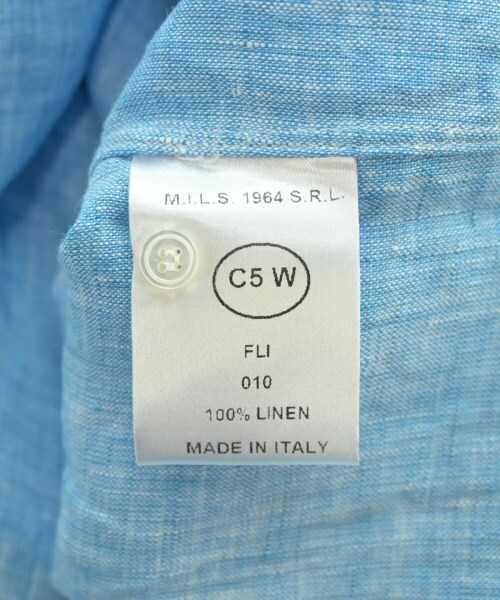 M.I.L.S. 1964 S.R.L.
C5 W
FLI
010
100% LINEN
MADE IN ITALY